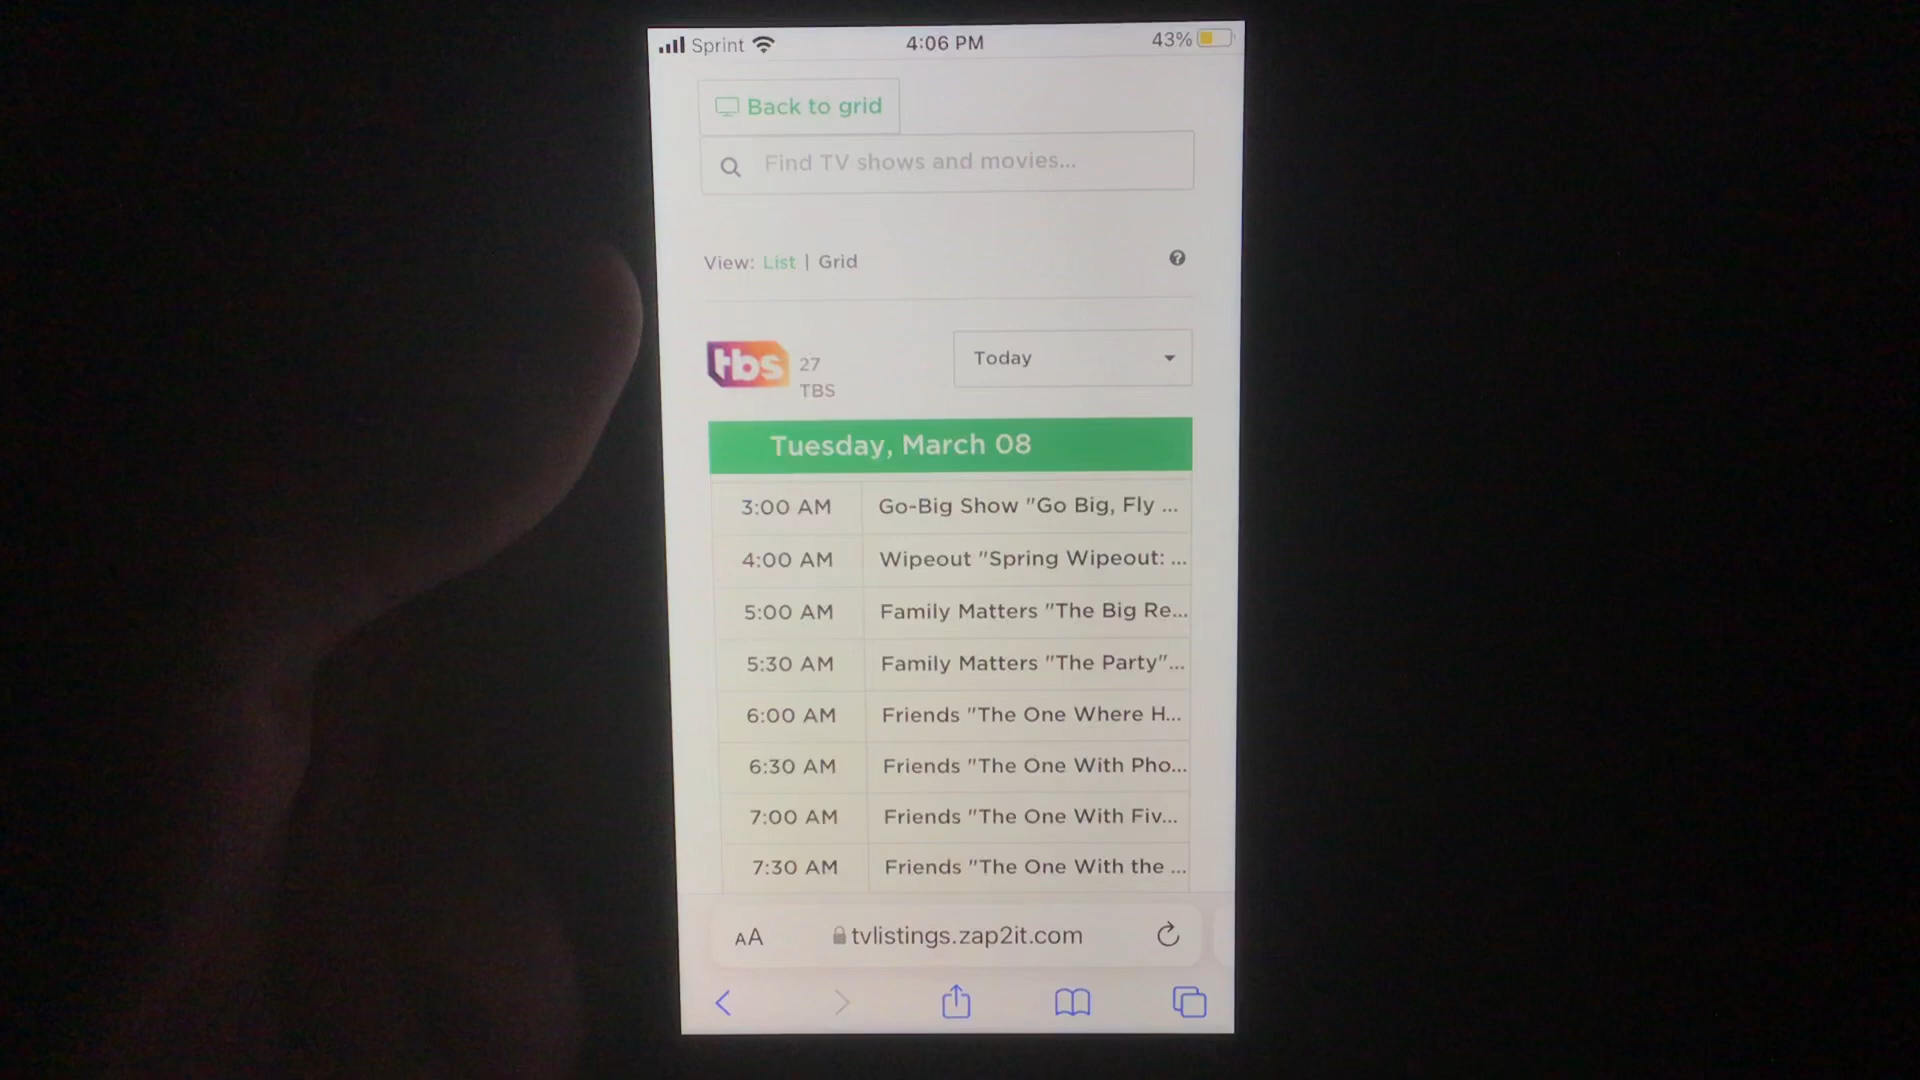 Sprint 4:06 PM 43%
Back to grid
Find TV shows and movies...
View: List | Grid
?
tbs 27 Today
TBS
Tuesday, March 08
3:00 AM Go-Big Show "Go Big, Fly ...
4:00 AM Wipeout "Spring Wipeout: ...
5:00 AM Family Matters "The Big Re...
5:30 AM Family Matters "The Party"...
6:00 AM Friends "The One Where H...
6:30 AM Friends "The One With Pho...
7:00 AM Friends "The One With Fiv...
7:30 AM Friends "The One With the ...
AA tvlistings.zap2it.com